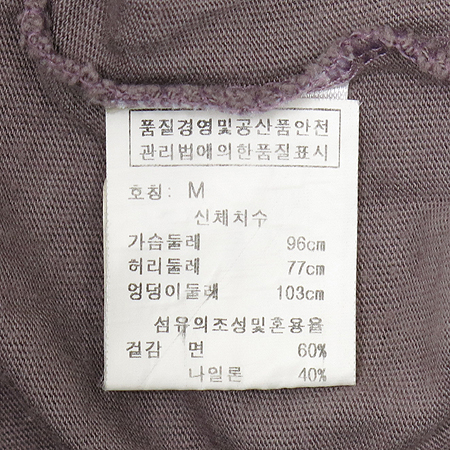 품질경영및공산품안전
관리법에의한품질표시
호칭: M
신체치수
가슴둘레 96cm
허리둘레 77cm
엉덩이둘레 103cm
섬유의조성및혼용율
겉감 면 60%
나일론 40%